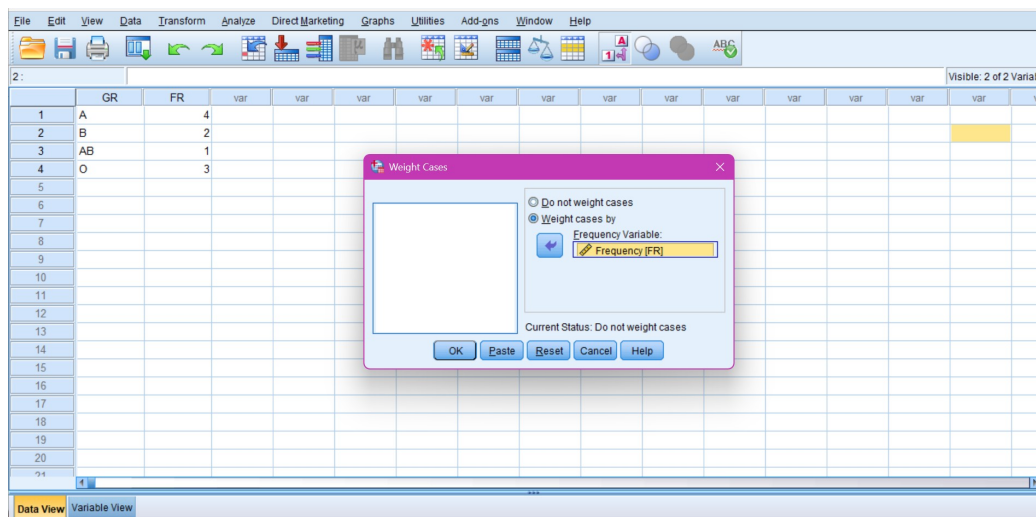 File Edit View Data Transform Analyze Direct Marketing Graphs Utilities Add-ons Window Help
A
1
ABC
2 :
Visible: 2 of 2 Varial
GR FR var var var var var var var var var var var var var
1 A 4
2 B 2
3 AB 1
4 O 3
5
6
7
8
9
10
11
12
13
14
15
16
17
18
19
20
21
Weight Cases
Do not weight cases
Weight cases by
Frequency Variable:
Frequency [FR]
Current Status: Do not weight cases
OK Paste Reset Cancel Help
Data View Variable View